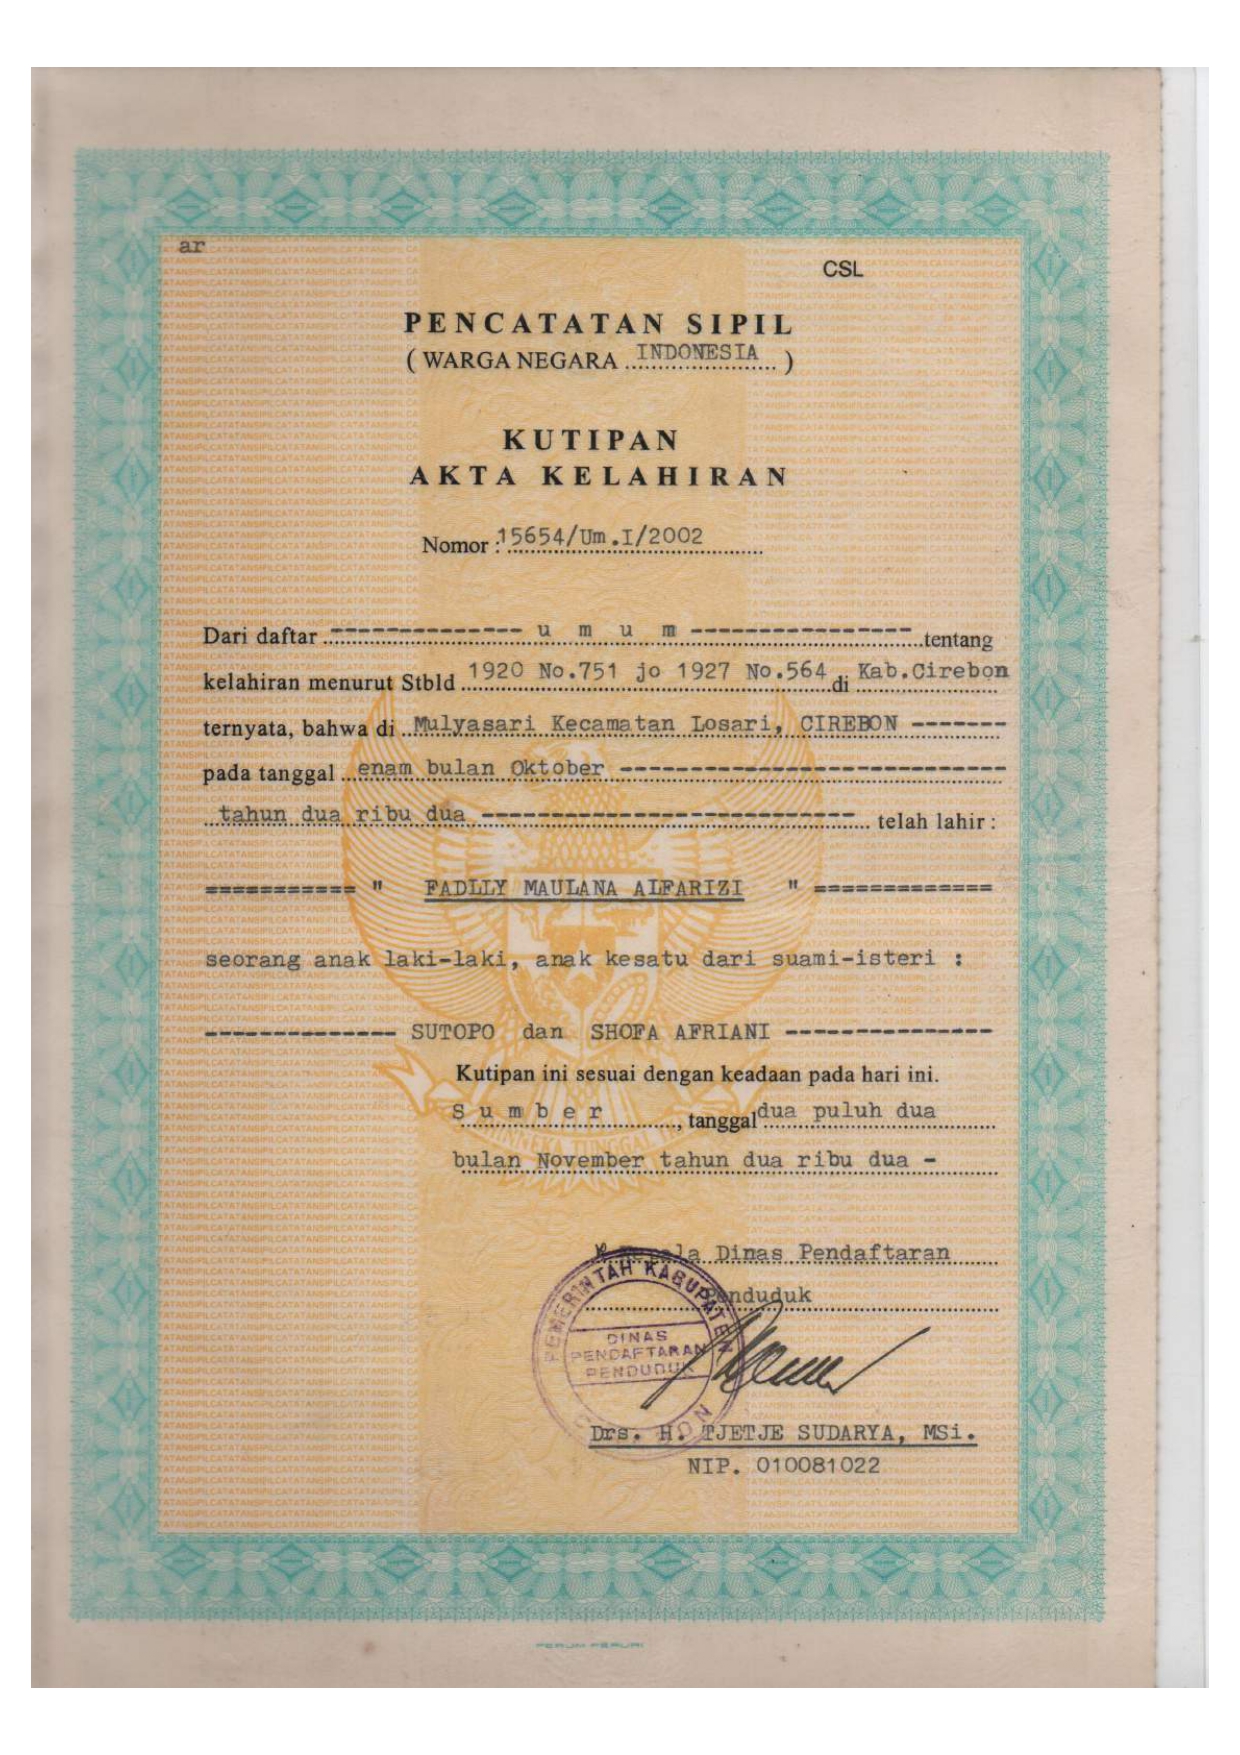 ar
CSL
PENCATATAN SIPIL
( WARGA NEGARA INDONESIA )
KUTIPAN
AKTA KELAHIRAN
Nomor : 15654/Um.I/2002
Dari daftar -------------- u m u m ---------------- tentang
kelahiran menurut Stbld 1920 No.751 jo 1927 No.564 di Kab.Cirebon
ternyata, bahwa di Mulyasari Kecamatan Losari, CIREBON -------
pada tanggal enam bulan Oktober ----------------------------
tahun dua ribu dua --------------------------- telah lahir :
=========== " FADLLY MAULANA ALFARIZI " =============
seorang anak laki-laki, anak kesatu dari suami-isteri :
-------------- SUTOPO dan SHOFA AFRIANI ---------------
Kutipan ini sesuai dengan keadaan pada hari ini.
S u m b e r, tanggal dua puluh dua
bulan November tahun dua ribu dua -
Kepala Dinas Pendaftaran
Penduduk
PEMERINTAH KABUPATEN
DINAS
PENDAFTARAN
PENDUDUK
Drs. H. TJETJE SUDARYA, MSi.
NIP. 010081022
PERUM PERURI